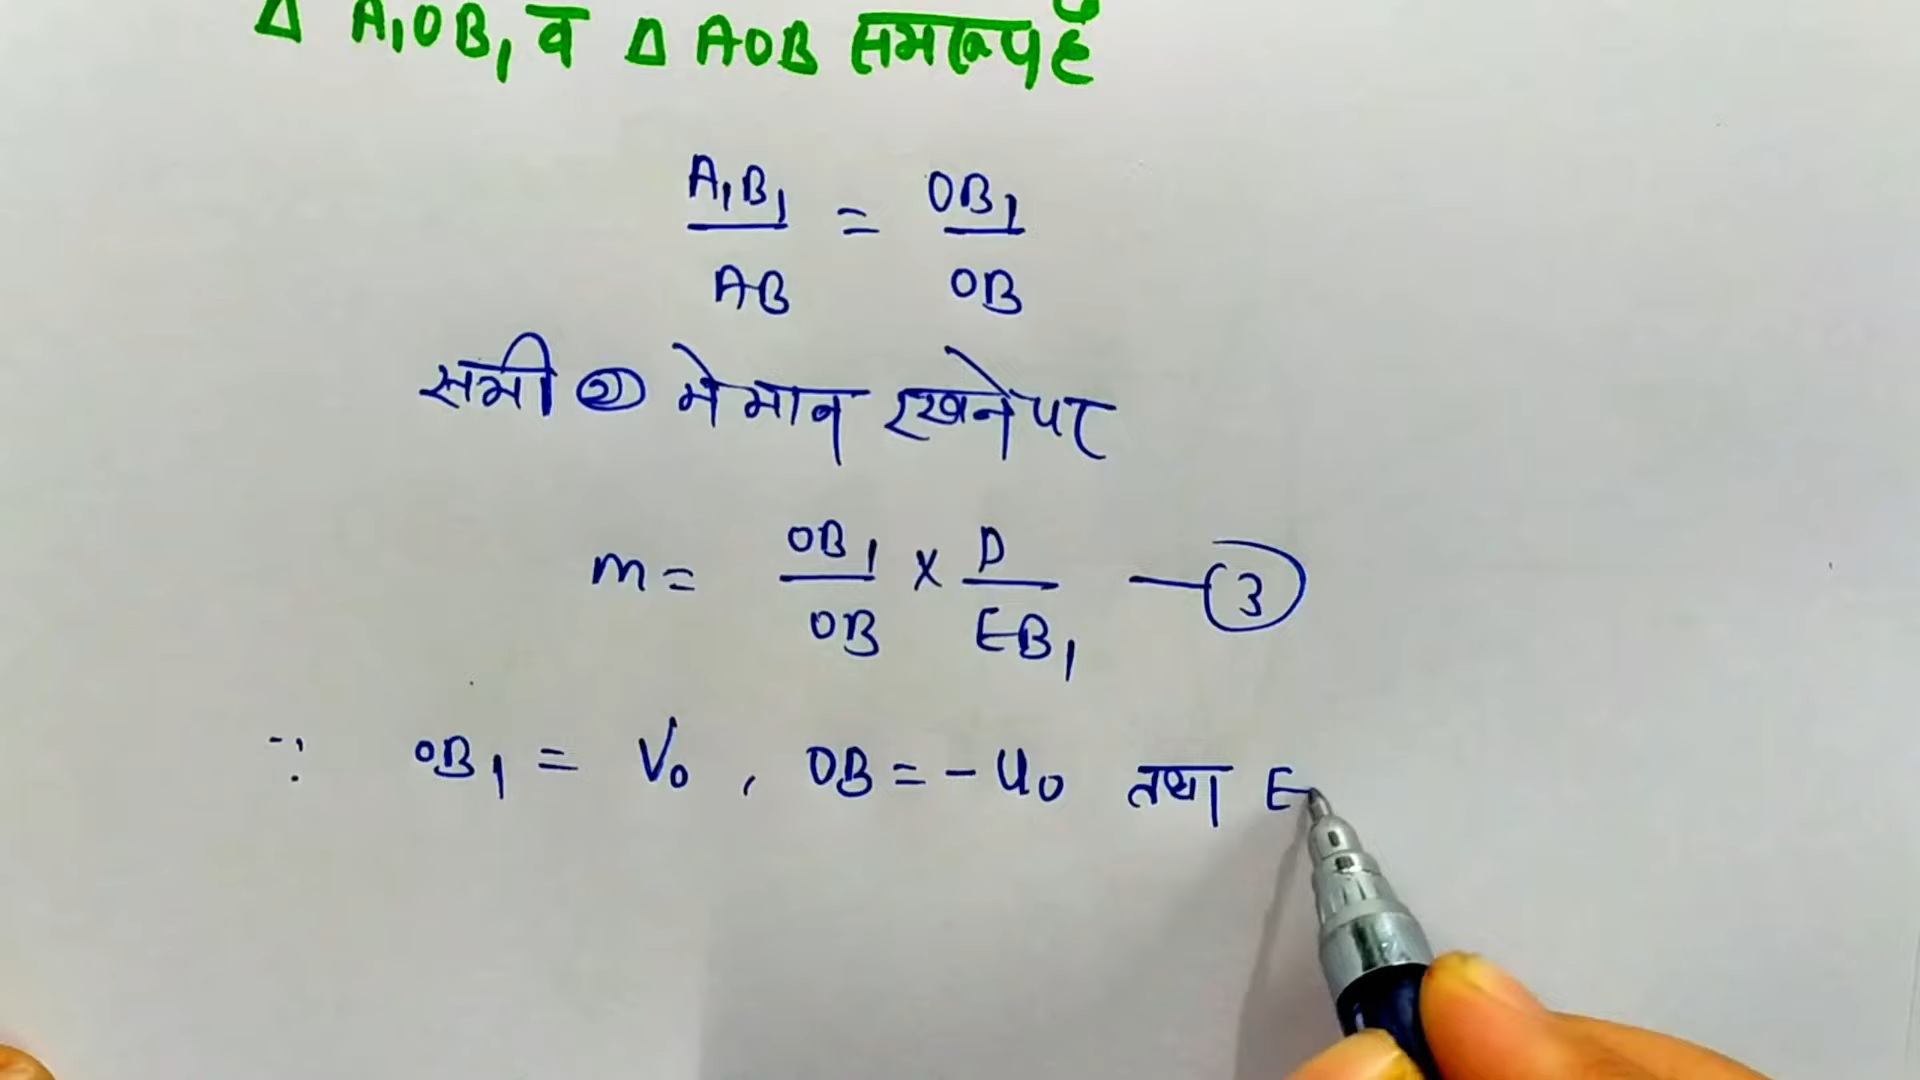 Δ A₁OB₁ व Δ AOB समरूप है
A₁B₁/AB = OB₁/OB
समी ② मे मान रखने पर
m = OB₁/OB × D/EB₁ —③
∵ OB₁ = V₀, OB = -u₀ तथा E